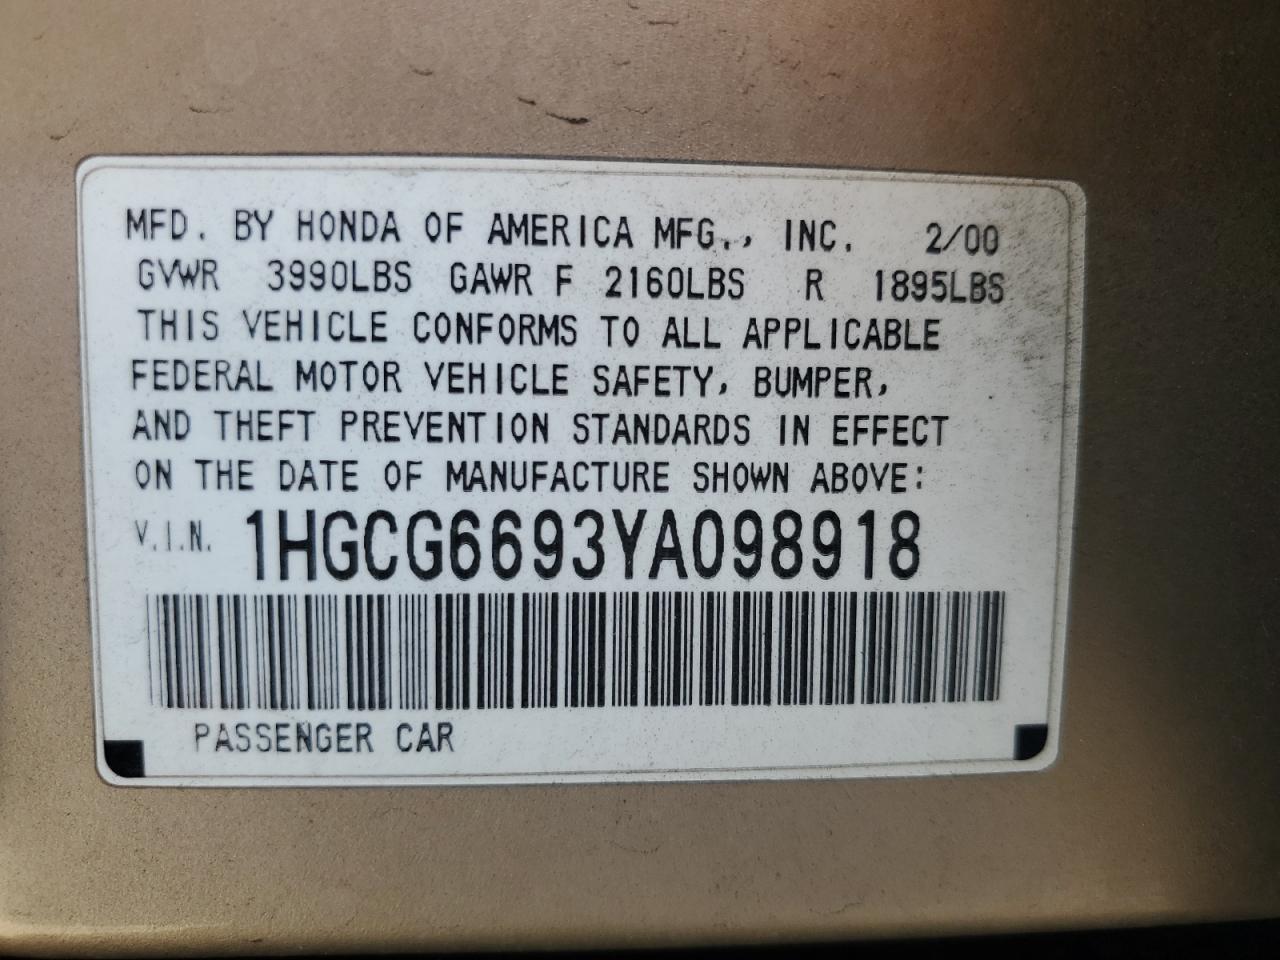 MFD. BY HONDA OF AMERICA MFG., INC. 2/00
GVWR 3990LBS GAWR F 2160LBS R 1895LBS
THIS VEHICLE CONFORMS TO ALL APPLICABLE
FEDERAL MOTOR VEHICLE SAFETY, BUMPER,
AND THEFT PREVENTION STANDARDS IN EFFECT
ON THE DATE OF MANUFACTURE SHOWN ABOVE:
V.I.N. 1HGCG6693YA098918
PASSENGER CAR